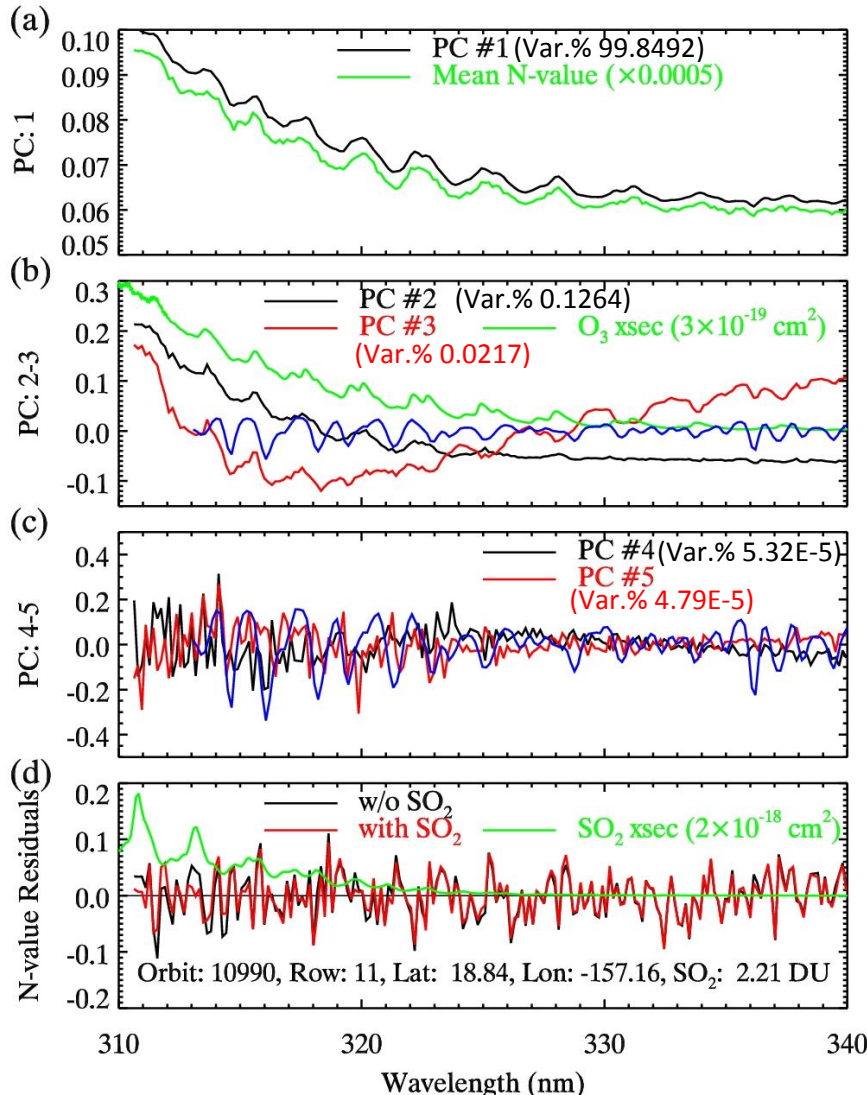 (a)
0.10
0.09
0.08
0.07
0.06
0.05
PC: 1
PC #1(Var.% 99.8492)
Mean N-value (×0.0005)
(b)
0.3
0.2
0.1
0.0
-0.1
PC: 2-3
PC #2 (Var.% 0.1264)
PC #3 O₃ xsec (3×10⁻¹⁹ cm²)
(Var.% 0.0217)
(c)
0.4
0.2
0.0
-0.2
-0.4
PC: 4-5
PC #4(Var.% 5.32E-5)
PC #5
(Var.% 4.79E-5)
(d)
0.2
0.1
0.0
-0.1
-0.2
N-value Residuals
w/o SO₂
with SO₂ SO₂ xsec (2×10⁻¹⁸ cm²)
Orbit: 10990, Row: 11, Lat: 18.84, Lon: -157.16, SO₂: 2.21 DU
310 320 330 340
Wavelength (nm)